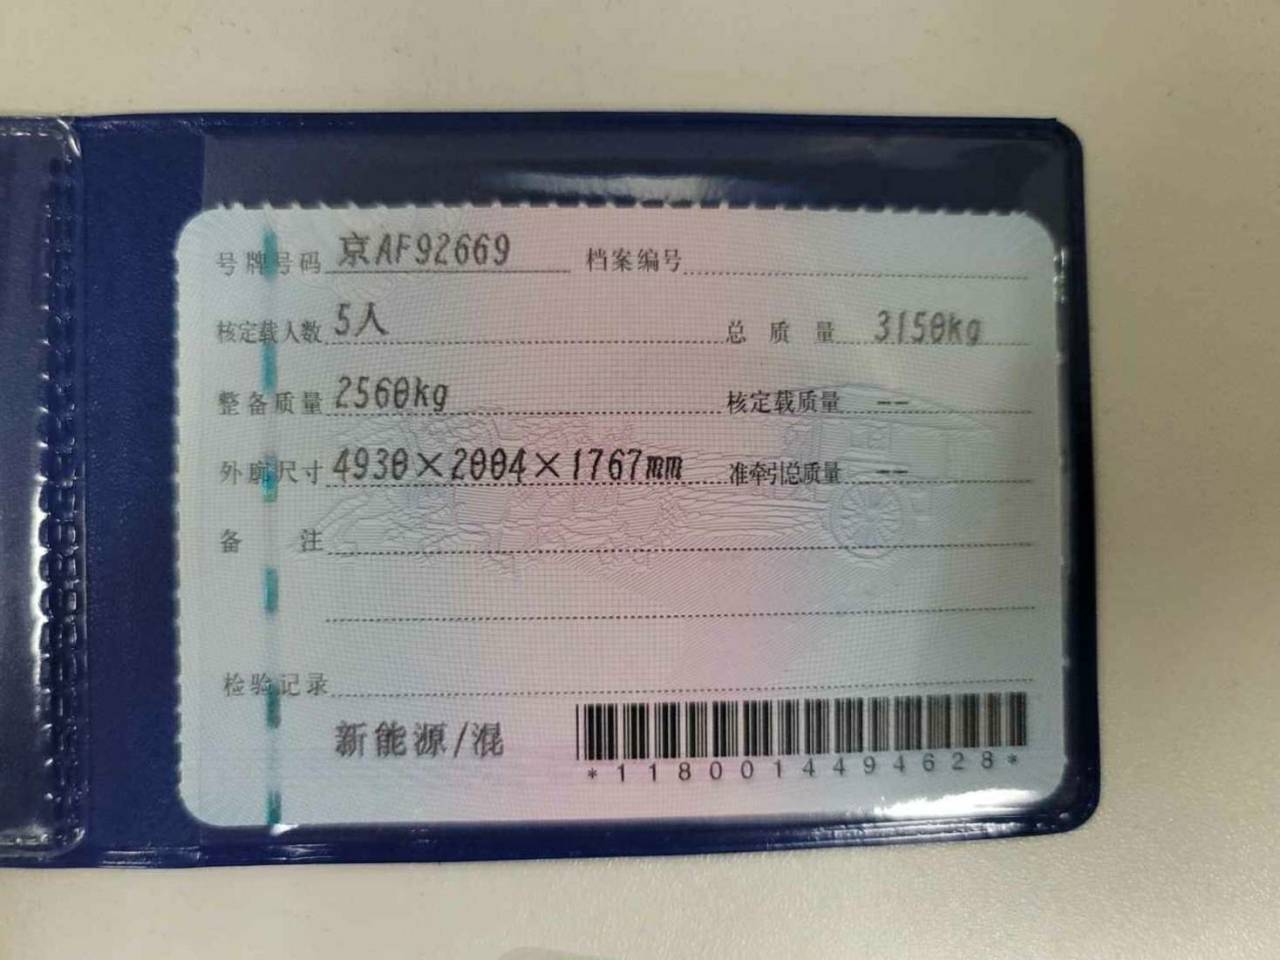 号牌号码 京AF92669 档案编号
核定载人数 5人 总质量 3150kg
整备质量 2560kg 核定载质量 --
外廓尺寸 4930×2004×1767mm 准牵引总质量 --
备注
检验记录
新能源/混
*1180014494628*